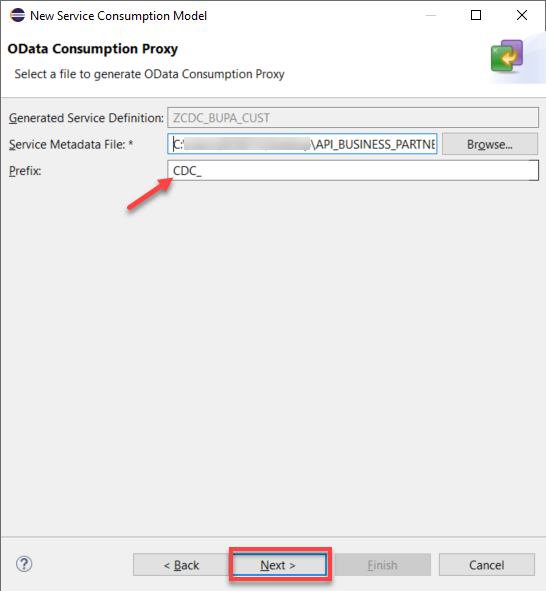 New Service Consumption Model
OData Consumption Proxy
Select a file to generate OData Consumption Proxy
Generated Service Definition: ZCDC_BUPA_CUST
Service Metadata File: * C:\ \API_BUSINESS_PARTNE Browse...
Prefix: CDC_
? < Back Next > Finish Cancel